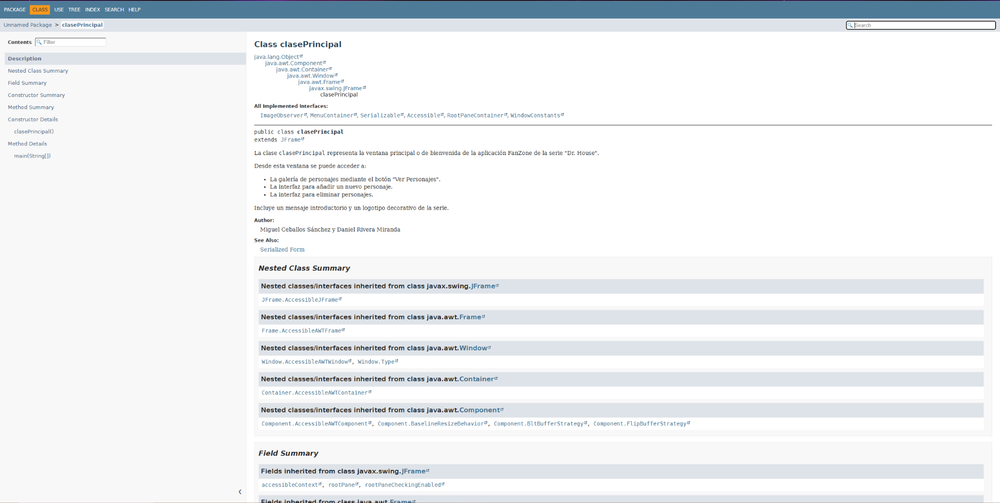 PACKAGE CLASS USE TREE INDEX SEARCH HELP
Unnamed Package > clasePrincipal
Search
Contents Filter
Description
Nested Class Summary
Field Summary
Constructor Summary
Method Summary
Constructor Details
clasePrincipal()
Method Details
main(String[])
Class clasePrincipal
java.lang.Object
java.awt.Component
java.awt.Container
java.awt.Window
java.awt.Frame
javax.swing.JFrame
clasePrincipal
All Implemented Interfaces:
ImageObserver, MenuContainer, Serializable, Accessible, RootPaneContainer, WindowConstants
public class clasePrincipal
extends JFrame
La clase clasePrincipal representa la ventana principal o de bienvenida de la aplicación FanZone de la serie "Dr. House".
Desde esta ventana se puede acceder a:
• La galería de personajes mediante el botón "Ver Personajes".
• La interfaz para añadir un nuevo personaje.
• La interfaz para eliminar personajes.
Incluye un mensaje introductorio y un logotipo decorativo de la serie.
Author:
Miguel Ceballos Sánchez y Daniel Rivera Miranda
See Also:
Serialized Form
Nested Class Summary
Nested classes/interfaces inherited from class javax.swing.JFrame
JFrame.AccessibleJFrame
Nested classes/interfaces inherited from class java.awt.Frame
Frame.AccessibleAWTFrame
Nested classes/interfaces inherited from class java.awt.Window
Window.AccessibleAWTWindow, Window.Type
Nested classes/interfaces inherited from class java.awt.Container
Container.AccessibleAWTContainer
Nested classes/interfaces inherited from class java.awt.Component
Component.AccessibleAWTComponent, Component.BaselineResizeBehavior, Component.BltBufferStrategy, Component.FlipBufferStrategy
Field Summary
Fields inherited from class javax.swing.JFrame
accessibleContext, rootPane, rootPaneCheckingEnabled
Fields inherited from class java.awt.Frame